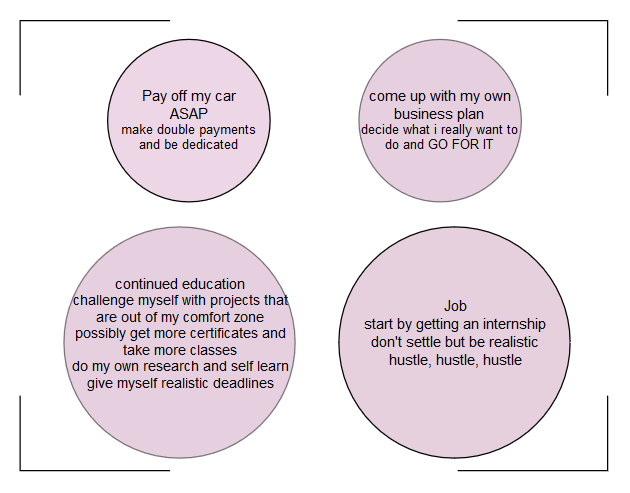 Pay off my car
ASAP
make double payments
and be dedicated
come up with my own
business plan
decide what i really want to
do and GO FOR IT
continued education
challenge myself with projects that
are out of my comfort zone
possibly get more certificates and
take more classes
do my own research and self learn
give myself realistic deadlines
Job
start by getting an internship
don't settle but be realistic
hustle, hustle, hustle